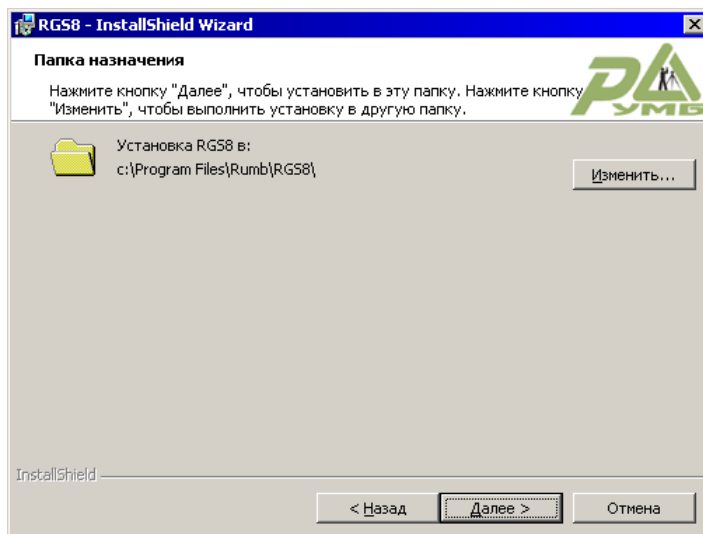 RGS8 - InstallShield Wizard
Папка назначения
Нажмите кнопку "Далее", чтобы установить в эту папку. Нажмите кнопку
"Изменить", чтобы выполнить установку в другую папку.
РУМБ
Установка RGS8 в:
c:\Program Files\Rumb\RGS8\
Изменить...
InstallShield
< Назад
Далее >
Отмена